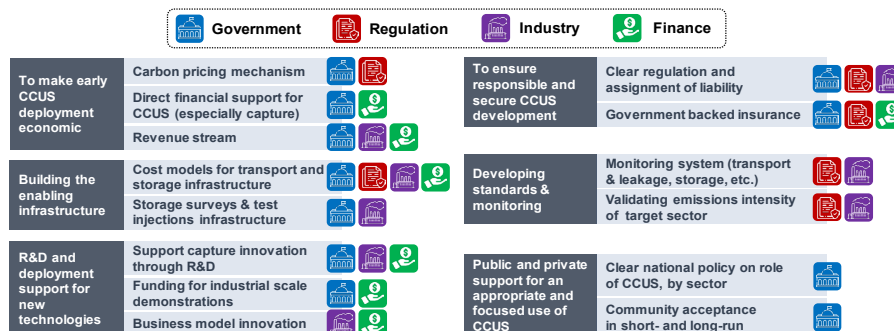 Government
Regulation
Industry
Finance
To make early
CCUS
deployment
economic
Carbon pricing mechanism
Direct financial support for
CCUS (especially capture)
Revenue stream
Building the
enabling
infrastructure
Cost models for transport and
storage infrastructure
Storage surveys & test
injections infrastructure
R&D and
deployment
support for
new
technologies
Support capture innovation
through R&D
Funding for industrial scale
demonstrations
Business model innovation
To ensure
responsible and
secure CCUS
development
Clear regulation and
assignment of liability
Government backed insurance
Developing
standards &
monitoring
Monitoring system (transport
& leakage, storage, etc.)
Validating emissions intensity
of target sector
Public and private
support for an
appropriate and
focused use of
CCUS
Clear national policy on role
of CCUS, by sector
Community acceptance
in short- and long-run